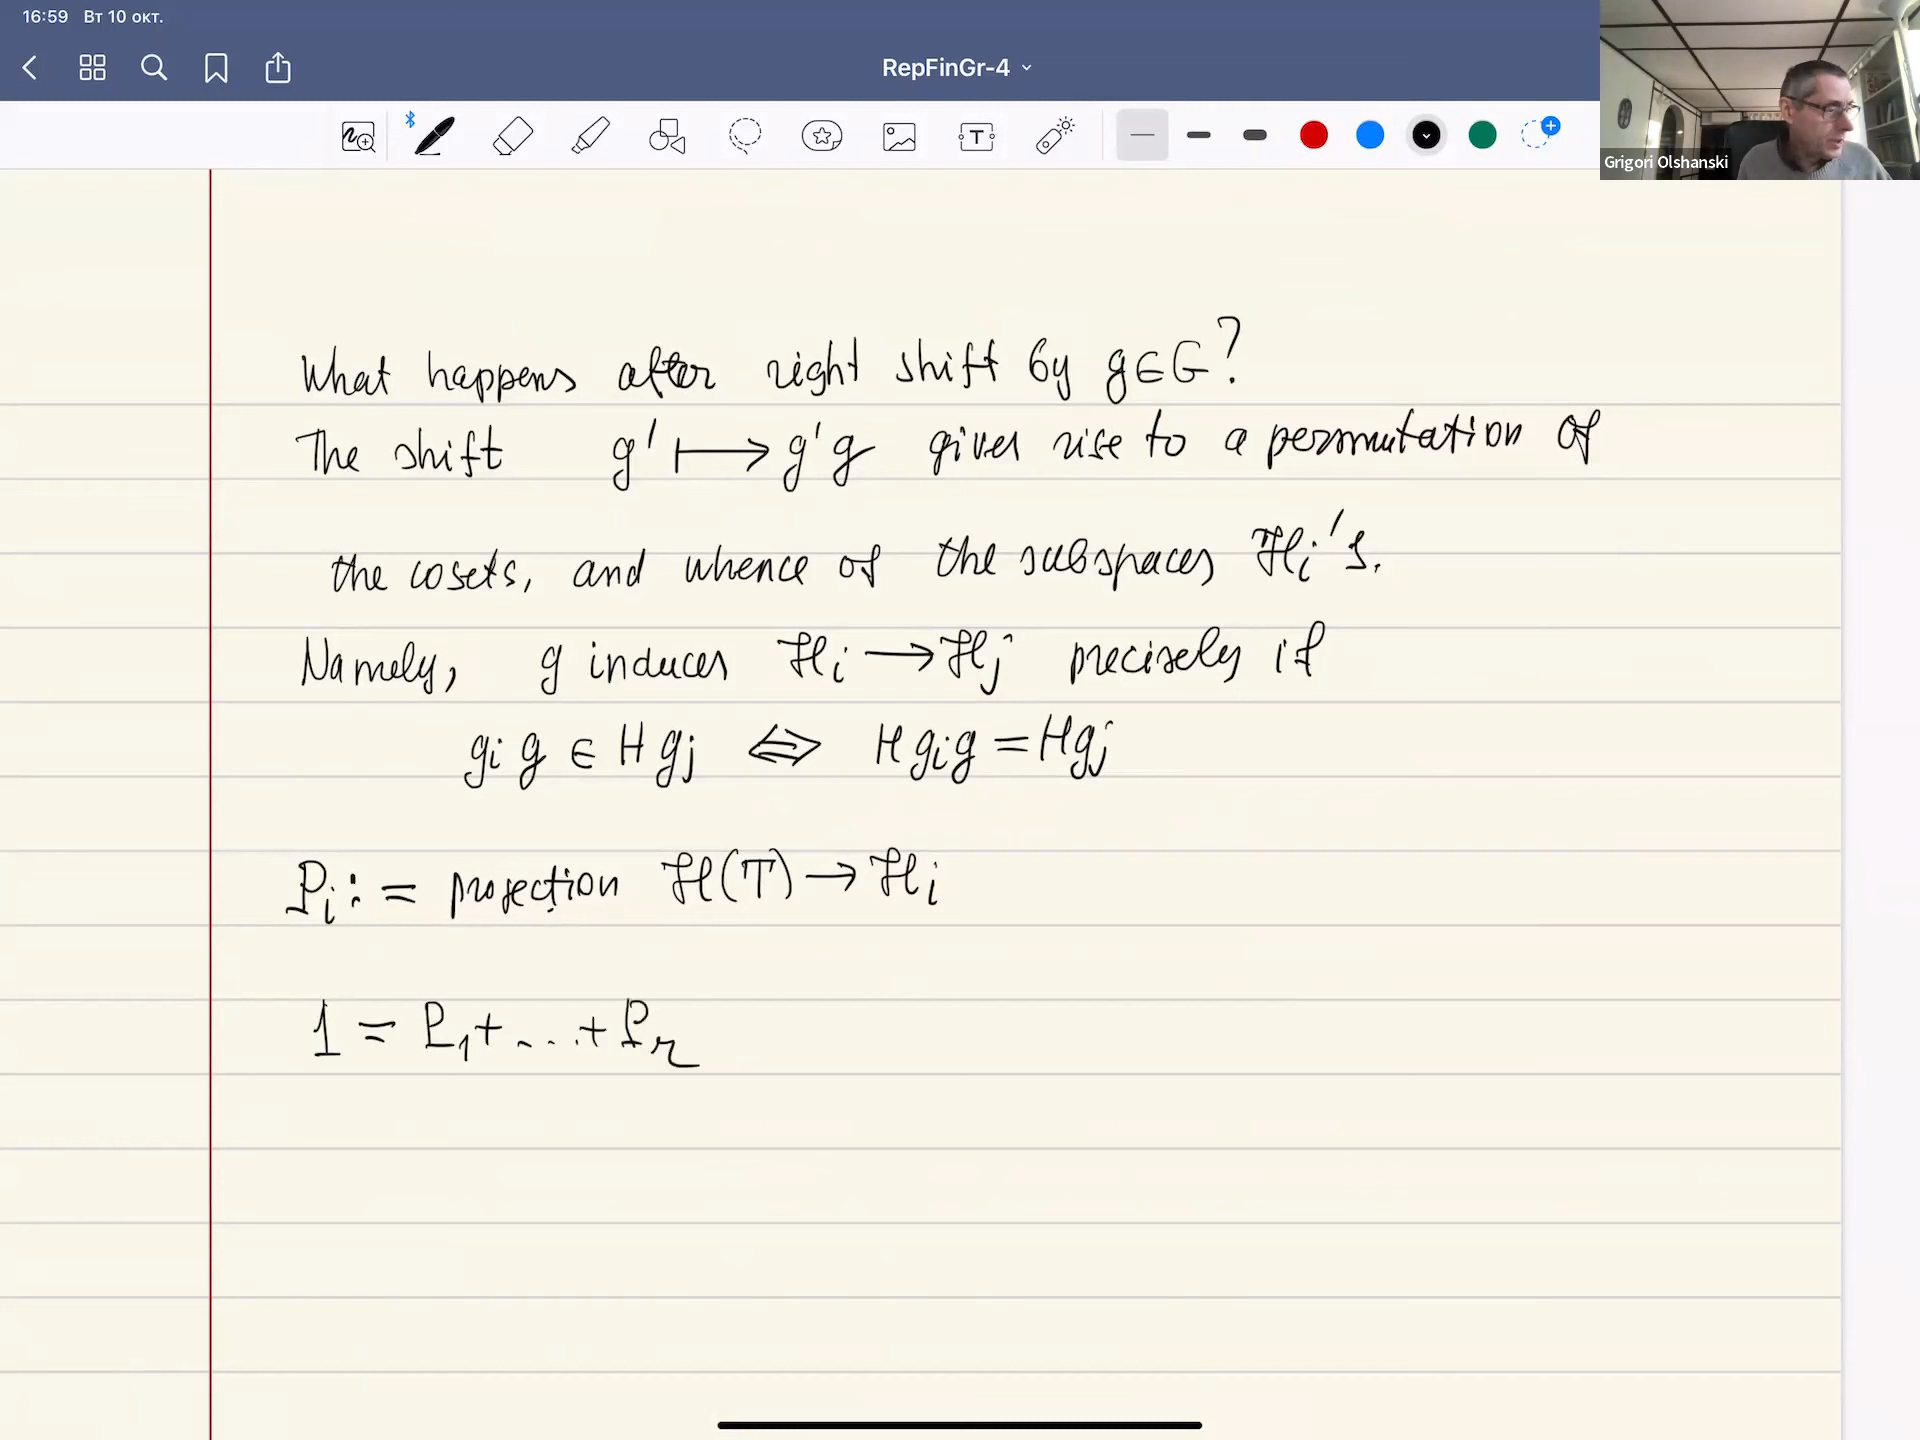 16:59 Вт 10 окт.
RepFinGr-4
Grigori Olshanski
What happens after right shift by g∈G?
The shift g' ⟼ g'g gives rise to a permutation of
the cosets, and whence of the subspaces ℋi's.
Namely, g induces ℋi → ℋj precisely if
gi g ∈ H gj ⇔ H gi g = H gj
Pi := projection ℋ(T) → ℋi
1 = P1 + ... + Pr